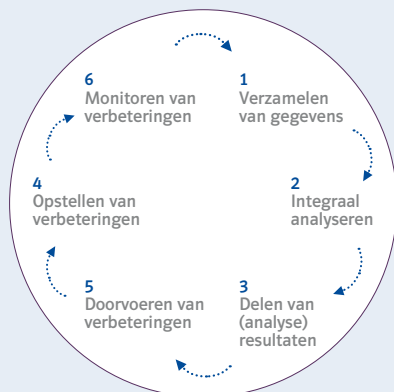 1
Verzamelen
van gegevens
2
Integraal
analyseren
3
Delen van
(analyse)
resultaten
5
Doorvoeren van
verbeteringen
4
Opstellen van
verbeteringen
6
Monitoren van
verbeteringen